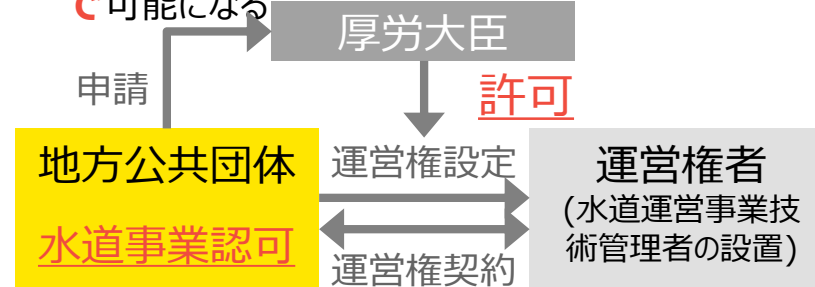 で可能になる
厚労大臣
申請
許可
地方公共団体
水道事業認可
運営権設定
運営権契約
運営権者
(水道運営事業技
術管理者の設置)